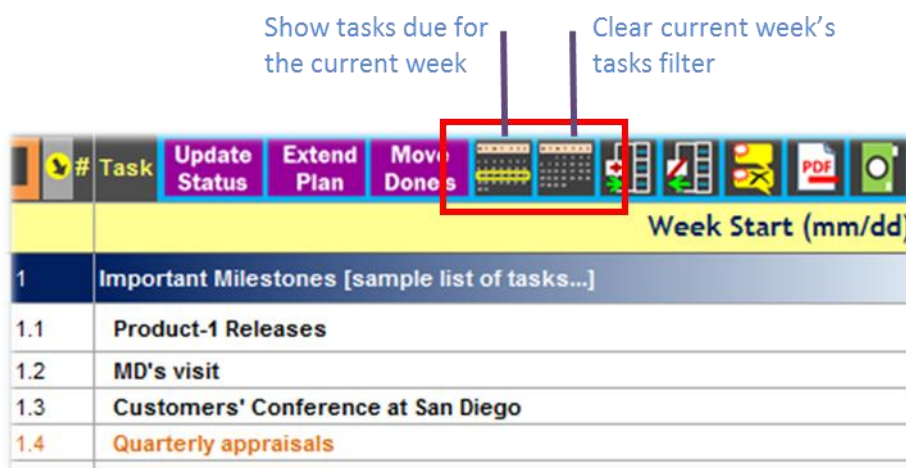 Show tasks due for
the current week
Clear current week's
tasks filter
# Task Update Status Extend Plan Move Done's PDF
Week Start (mm/dd)
1 Important Milestones [sample list of tasks...]
1.1 Product-1 Releases
1.2 MD's visit
1.3 Customers' Conference at San Diego
1.4 Quarterly appraisals